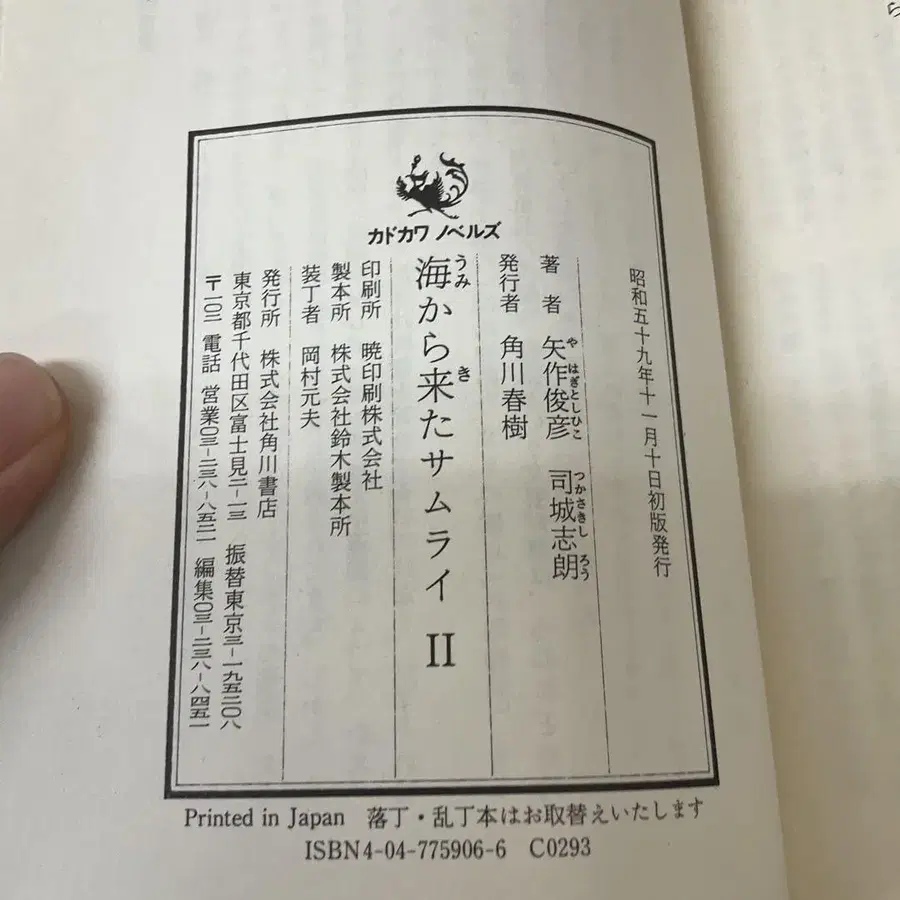 カドカワ ノベルズ
昭和五十九年十一月十日初版発行
著者 矢作俊彦 司城志朗
やはぎとしひこ つかさきしろう
発行者 角川春樹
海から来たサムライ II
うみ き
印刷所 暁印刷株式会社
製本所 株式会社鈴木製本所
装丁者 岡村元夫
発行所 株式会社角川書店
東京都千代田区富士見二-一三 振替東京三-一九五二〇八
〒一〇二 電話 営業〇三-二三八-八五二一 編集〇三-二三八-八四五一
Printed in Japan 落丁・乱丁本はお取替えいたします
ISBN4-04-775906-6 C0293
ら